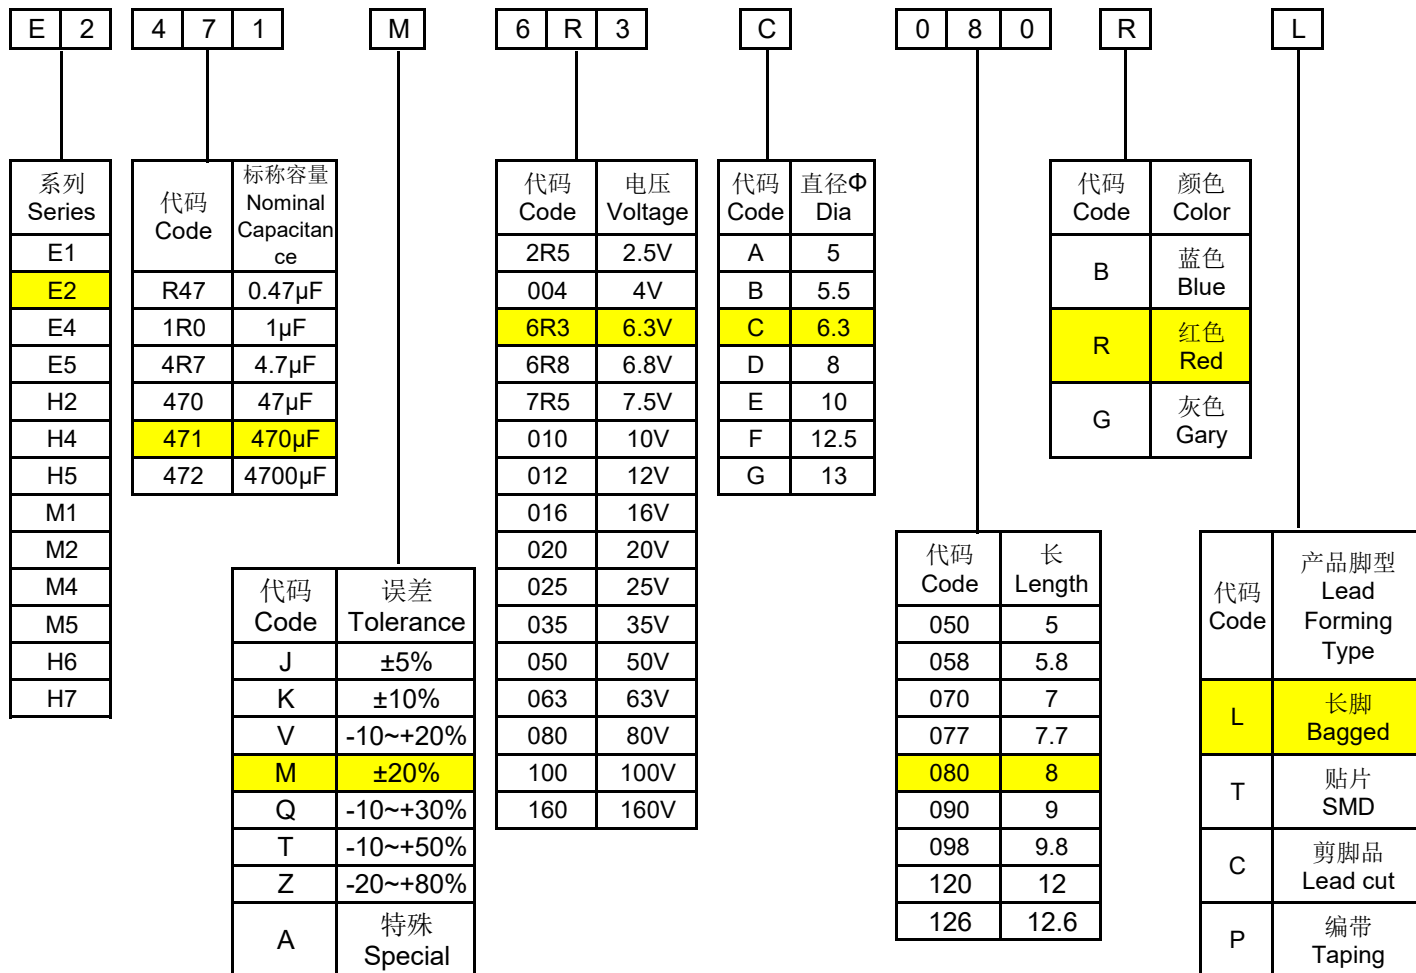 E 2 4 7 1 M 6 R 3 C 0 8 0 R L
系列
Series
E1
E2
E4
E5
H2
H4
H5
M1
M2
M4
M5
H6
H7
代码
Code
标称容量
Nominal
Capacitan
ce
R47 0.47µF
1R0 1µF
4R7 4.7µF
470 47µF
471 470µF
472 4700µF
代码
Code
误差
Tolerance
J ±5%
K ±10%
V -10~+20%
M ±20%
Q -10~+30%
T -10~+50%
Z -20~+80%
A 特殊
Special
代码
Code
电压
Voltage
2R5 2.5V
004 4V
6R3 6.3V
6R8 6.8V
7R5 7.5V
010 10V
012 12V
016 16V
020 20V
025 25V
035 35V
050 50V
063 63V
080 80V
100 100V
160 160V
代码
Code
直径Φ
Dia
A 5
B 5.5
C 6.3
D 8
E 10
F 12.5
G 13
代码
Code
长
Length
050 5
058 5.8
070 7
077 7.7
080 8
090 9
098 9.8
120 12
126 12.6
代码
Code
颜色
Color
B 蓝色
Blue
R 红色
Red
G 灰色
Gary
代码
Code
产品脚型
Lead
Forming
Type
L 长脚
Bagged
T 贴片
SMD
C 剪脚品
Lead cut
P 编带
Taping